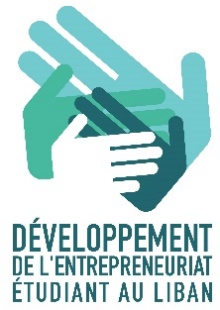 DÉVELOPPEMENT
DE L'ENTREPRENEURIAT
ÉTUDIANT AU LIBAN